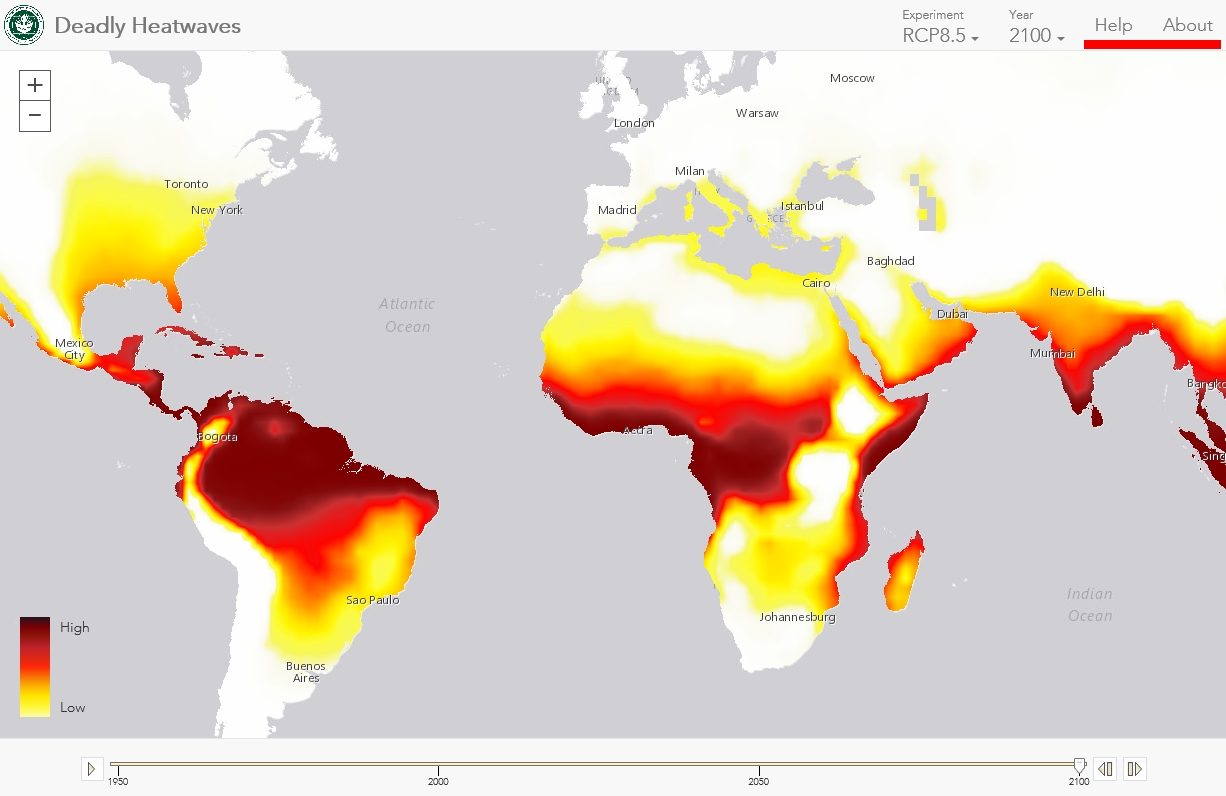 Deadly Heatwaves
Experiment
RCP8.5
Year
2100
Help
About
+
−
Moscow
London
Warsaw
Milan
Toronto
New York
Madrid
Istanbul
Baghdad
Cairo
New Delhi
Dubai
Atlantic
Ocean
Mexico
City
Mumbai
Bogota
Accra
Sing
Sao Paulo
Johannesburg
Indian
Ocean
Buenos
Aires
High
Low
1950
2000
2050
2100